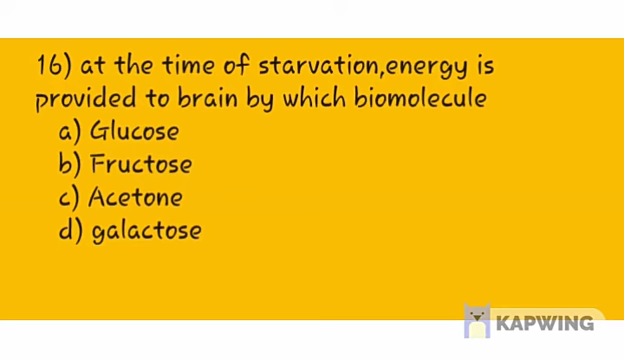 16) at the time of starvation,energy is
provided to brain by which biomolecule
a) Glucose
b) Fructose
c) Acetone
d) galactose
KAPWING